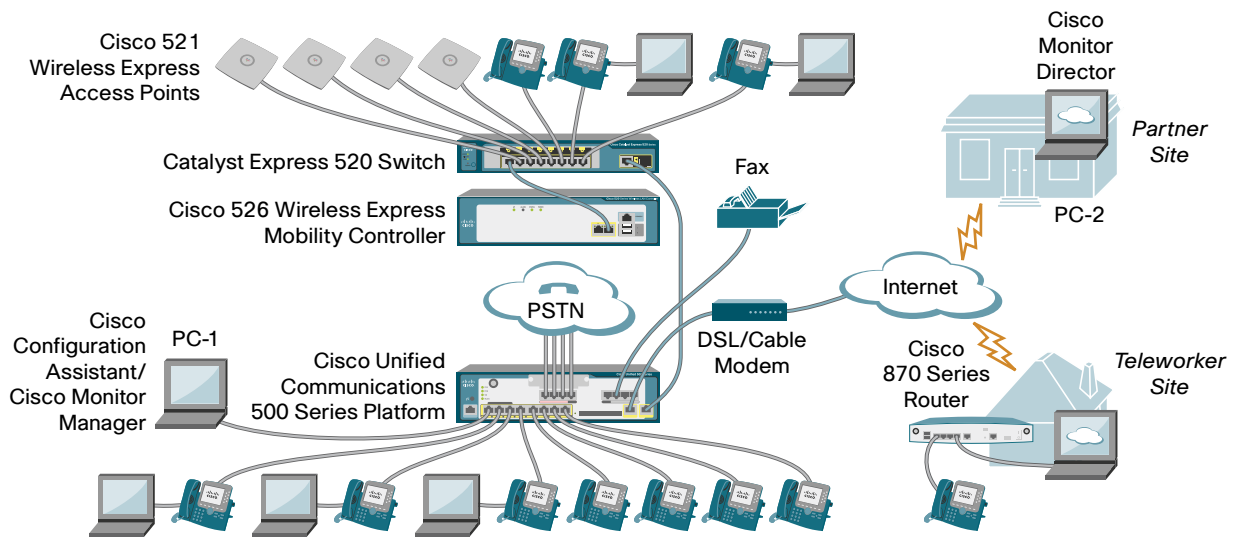 Cisco 521
Wireless Express
Access Points
Catalyst Express 520 Switch
Cisco 526 Wireless Express
Mobility Controller
Fax
PSTN
Internet
DSL/Cable
Modem
Cisco
Monitor
Director
Partner
Site
PC-2
Cisco
Configuration
Assistant/
Cisco Monitor
Manager
PC-1
Cisco Unified
Communications
500 Series Platform
Cisco
870 Series
Router
Teleworker
Site